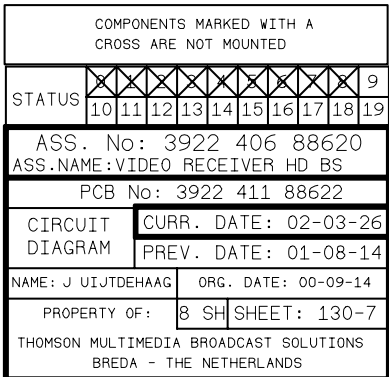 COMPONENTS MARKED WITH A
CROSS ARE NOT MOUNTED
STATUS
0 1 2 3 4 5 6 7 8 9
10 11 12 13 14 15 16 17 18 19
ASS. No: 3922 406 88620
ASS.NAME:VIDEO RECEIVER HD BS
PCB No: 3922 411 88622
CIRCUIT
DIAGRAM
CURR. DATE: 02-03-26
PREV. DATE: 01-08-14
NAME: J UIJTDEHAAG ORG. DATE: 00-09-14
PROPERTY OF: 8 SH SHEET: 130-7
THOMSON MULTIMEDIA BROADCAST SOLUTIONS
BREDA - THE NETHERLANDS